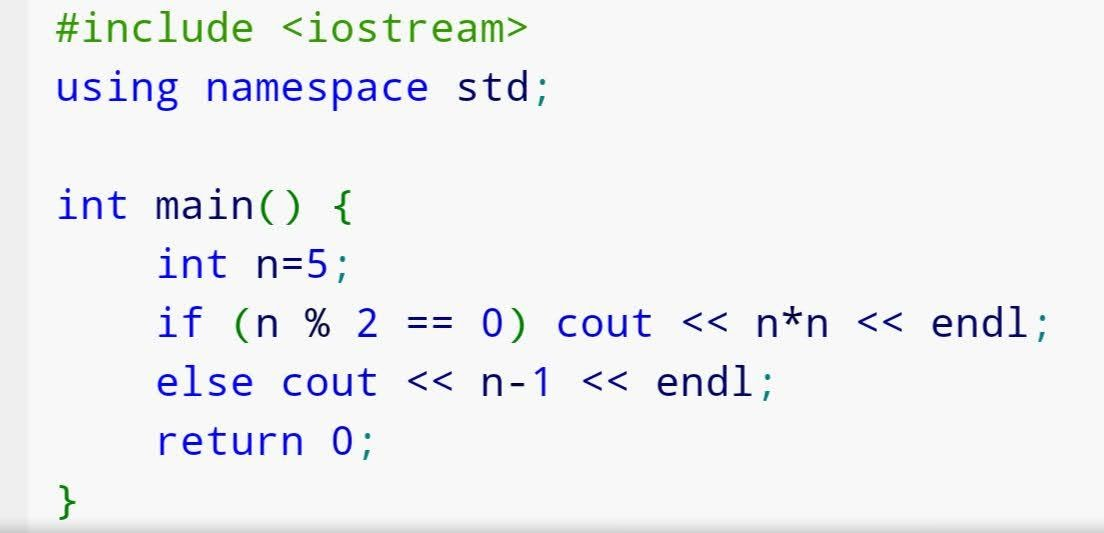 #include <iostream>
using namespace std;

int main() {
    int n=5;
    if (n % 2 == 0) cout << n*n << endl;
    else cout << n-1 << endl;
    return 0;
}